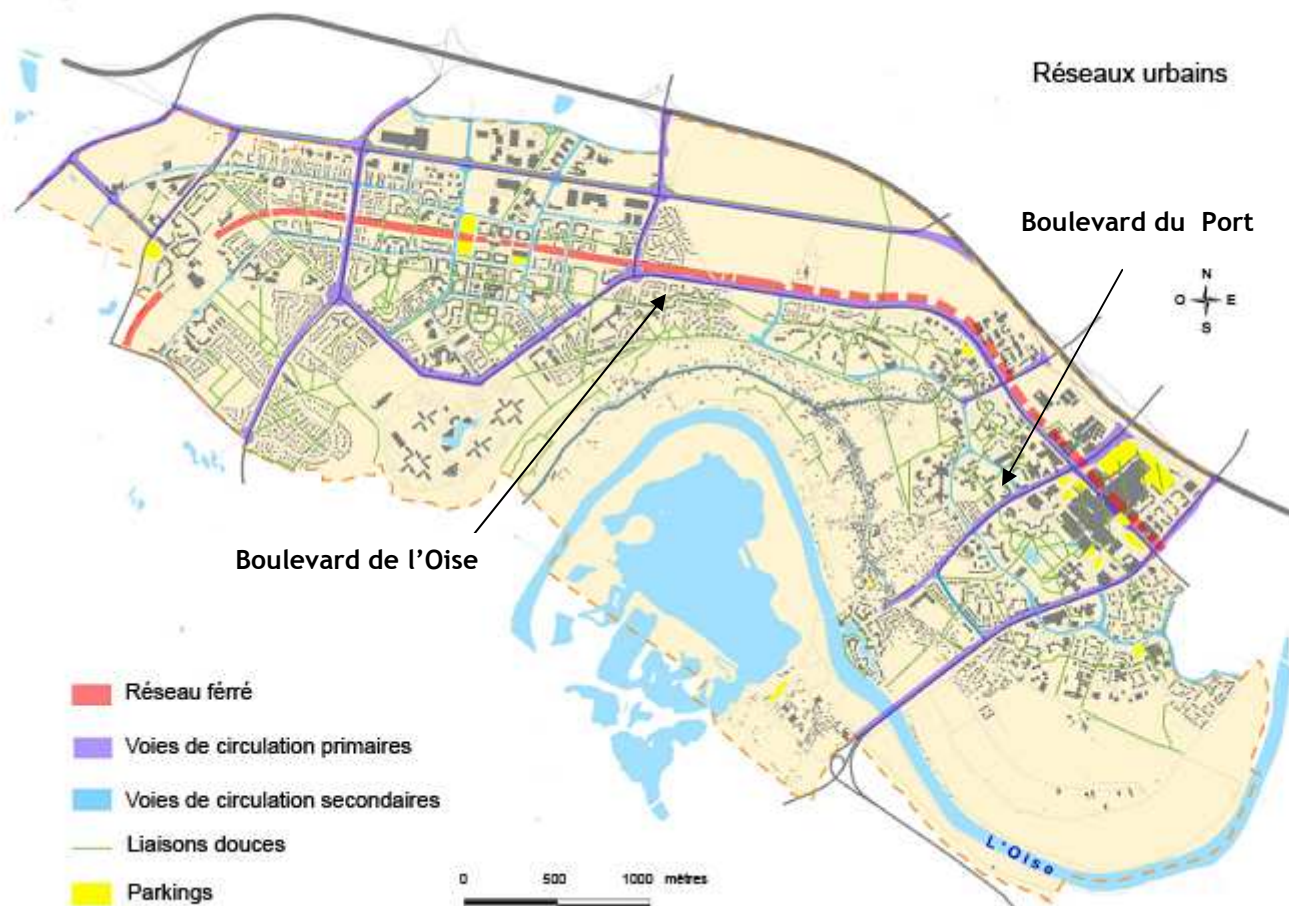 Réseaux urbains
Boulevard du Port
N
O E
S
Boulevard de l'Oise
Réseau férré
Voies de circulation primaires
Voies de circulation secondaires
Liaisons douces
Parkings
0 500 1000 mètres
L'Oise